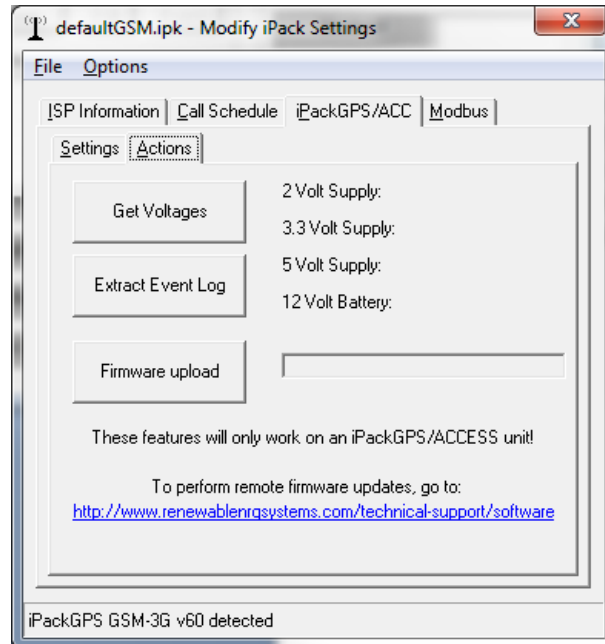 defaultGSM.ipk - Modify iPack Settings
File Options
ISP Information Call Schedule iPackGPS/ACC Modbus
Settings Actions
Get Voltages
2 Volt Supply:
3.3 Volt Supply:
Extract Event Log
5 Volt Supply:
12 Volt Battery:
Firmware upload
These features will only work on an iPackGPS/ACCESS unit!
To perform remote firmware updates, go to:
http://www.renewablenrgsystems.com/technical-support/software
iPackGPS GSM-3G v60 detected